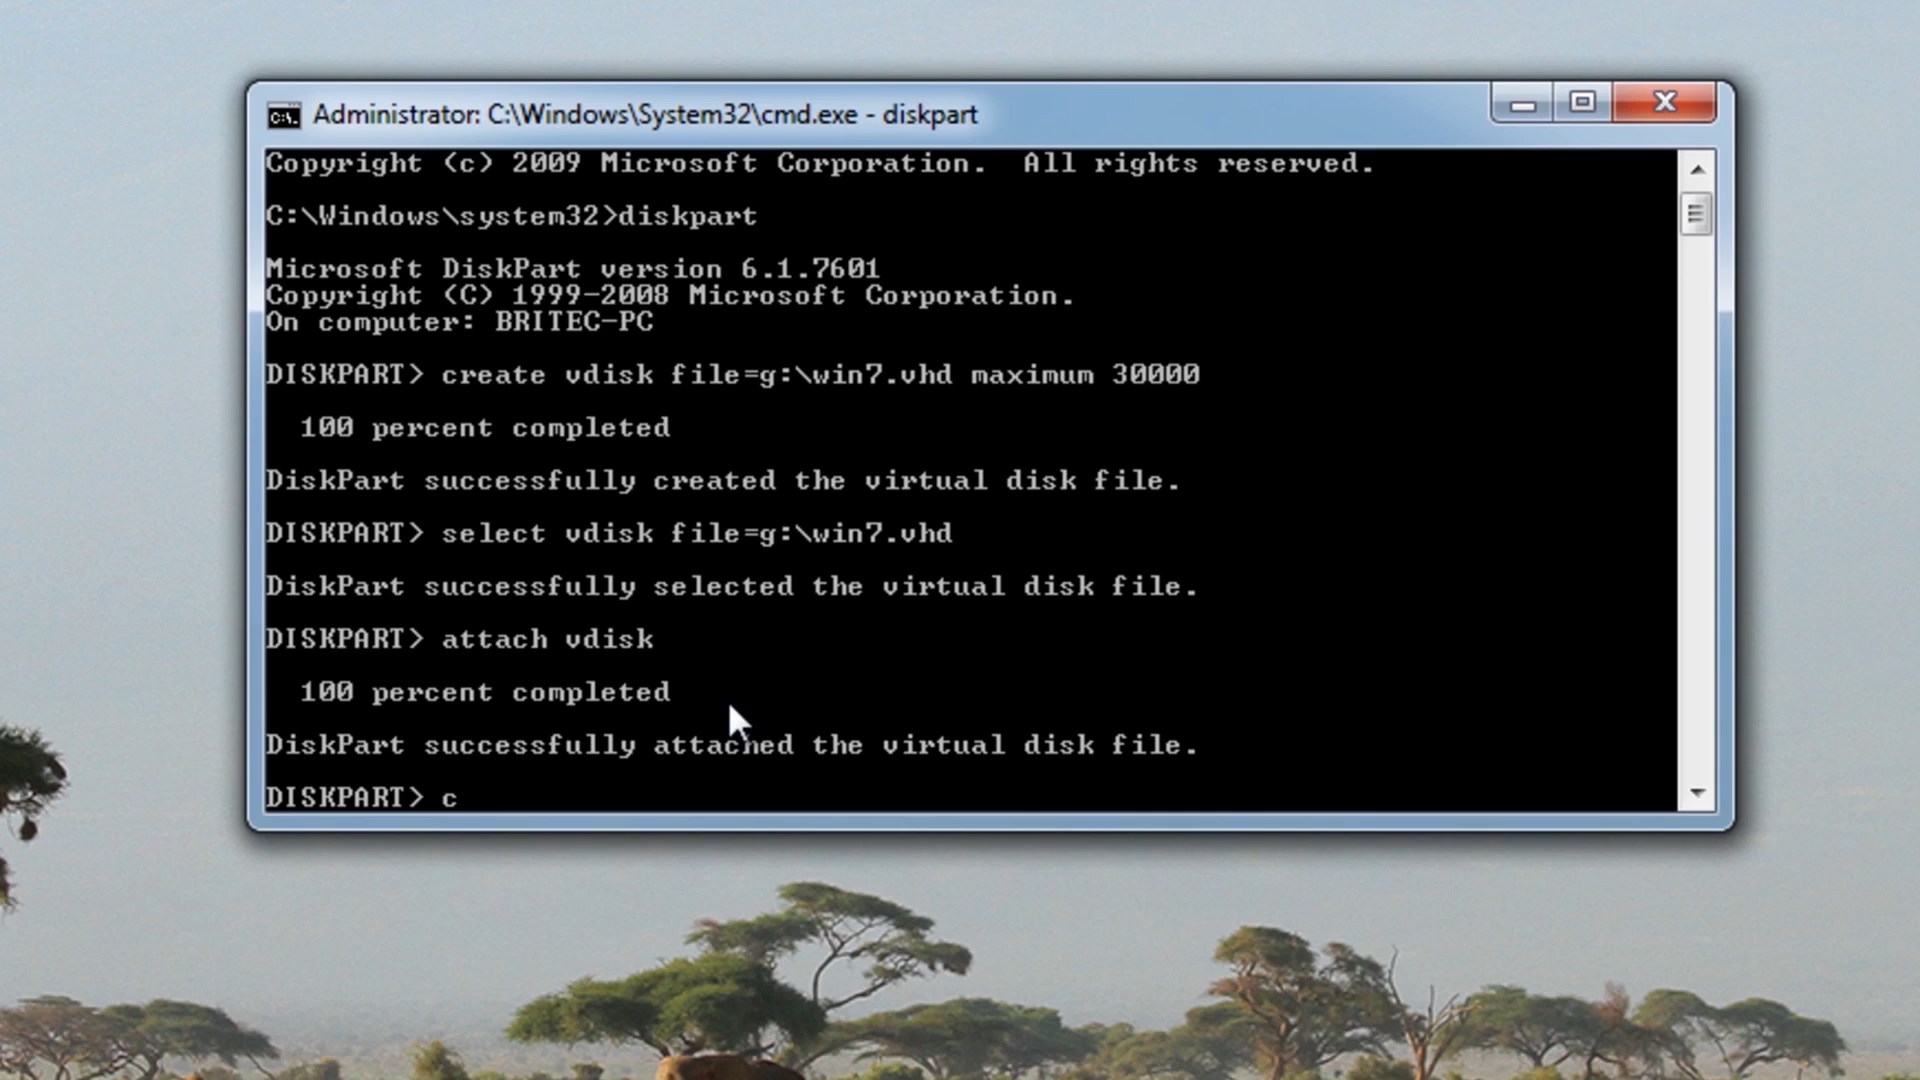 Administrator: C:\Windows\System32\cmd.exe - diskpart
Copyright (c) 2009 Microsoft Corporation.  All rights reserved.
C:\Windows\system32>diskpart
Microsoft DiskPart version 6.1.7601
Copyright (C) 1999-2008 Microsoft Corporation.
On computer: BRITEC-PC
DISKPART> create vdisk file=g:\win7.vhd maximum 30000
100 percent completed
DiskPart successfully created the virtual disk file.
DISKPART> select vdisk file=g:\win7.vhd
DiskPart successfully selected the virtual disk file.
DISKPART> attach vdisk
100 percent completed
DiskPart successfully attached the virtual disk file.
DISKPART> c